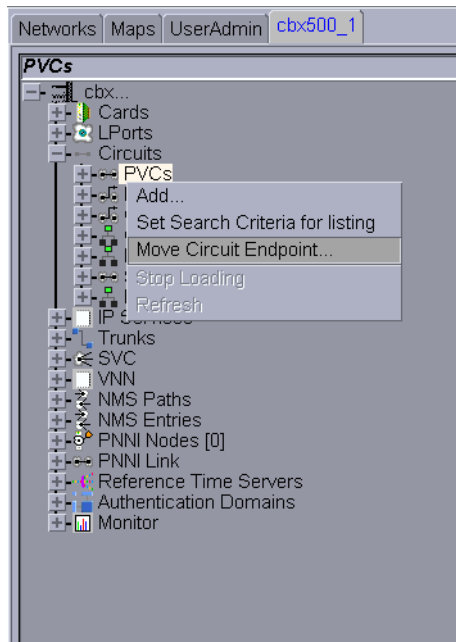 Networks Maps UserAdmin cbx500_1
PVCs
cbx...
Cards
LPorts
Circuits
PVCs
Add...
Set Search Criteria for listing
Move Circuit Endpoint...
Stop Loading
Refresh
Trunks
SVC
VNN
NMS Paths
NMS Entries
PNNI Nodes [0]
PNNI Link
Reference Time Servers
Authentication Domains
Monitor